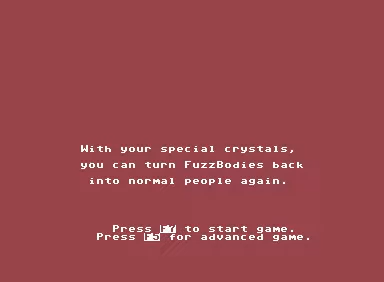 With your special crystals,
you can turn FuzzBodies back
into normal people again.
Press F7 to start game.
Press F5 for advanced game.